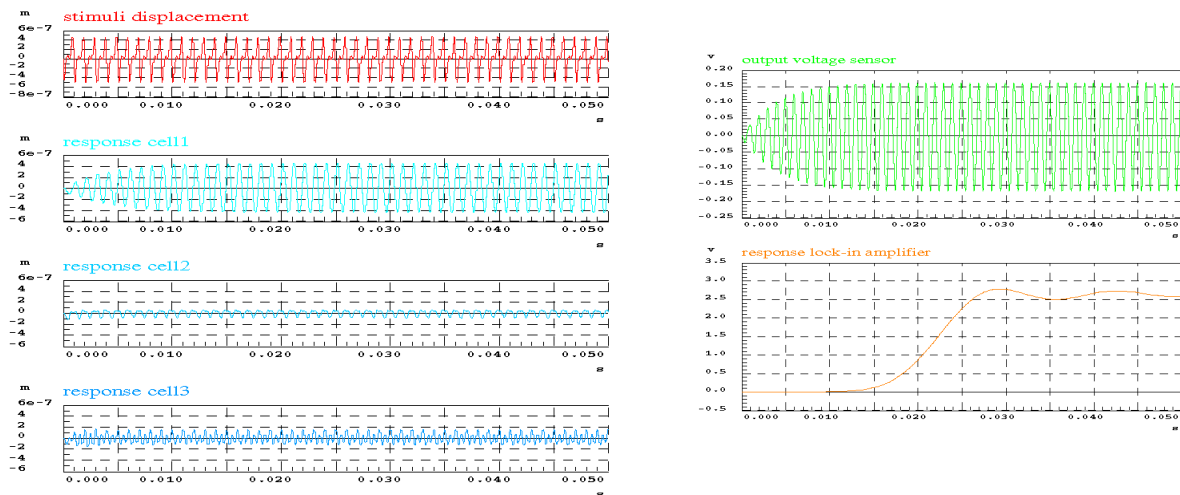 stimuli displacement
m
6e-7
4
2
0
-2
-4
-6
-8e-7
0.000 0.010 0.020 0.030 0.040 0.050
s
response cell1
m
6e-7
4
2
0
-2
-4
-6
0.000 0.010 0.020 0.030 0.040 0.050
s
response cell2
m
6e-7
4
2
0
-2
-4
-6
0.000 0.010 0.020 0.030 0.040 0.050
s
response cell3
m
6e-7
4
2
0
-2
-4
-6
0.000 0.010 0.020 0.030 0.040 0.050
s
output voltage sensor
v
0.20
0.15
0.10
0.05
0.00
-0.05
-0.10
-0.15
-0.20
-0.25
0.000 0.010 0.020 0.030 0.040 0.050
s
response lock-in amplifier
v
3.5
3.0
2.5
2.0
1.5
1.0
0.5
0.0
-0.5
0.000 0.010 0.020 0.030 0.040 0.050
s